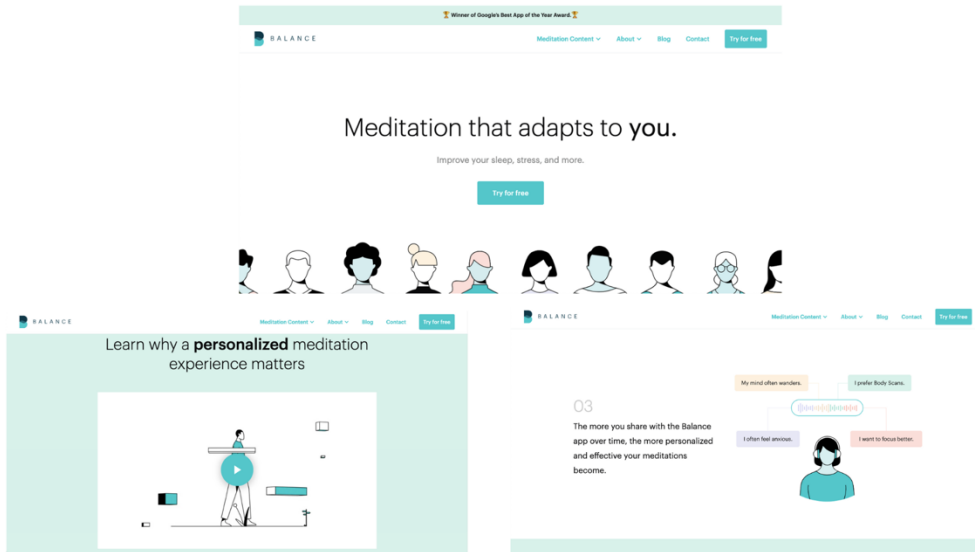 🏆 Winner of Google's Best App of the Year Award.🏆
BALANCE
Meditation Content
About
Blog
Contact
Try for free
Meditation that adapts to you.
Improve your sleep, stress, and more.
Try for free
BALANCE
Meditation Content
About
Blog
Contact
Try for free
Learn why a personalized meditation
experience matters
BALANCE
Meditation Content
About
Blog
Contact
Try for free
03
The more you share with the Balance
app over time, the more personalized
and effective your meditations
become.
My mind often wanders.
I prefer Body Scans.
I often feel anxious.
I want to focus better.